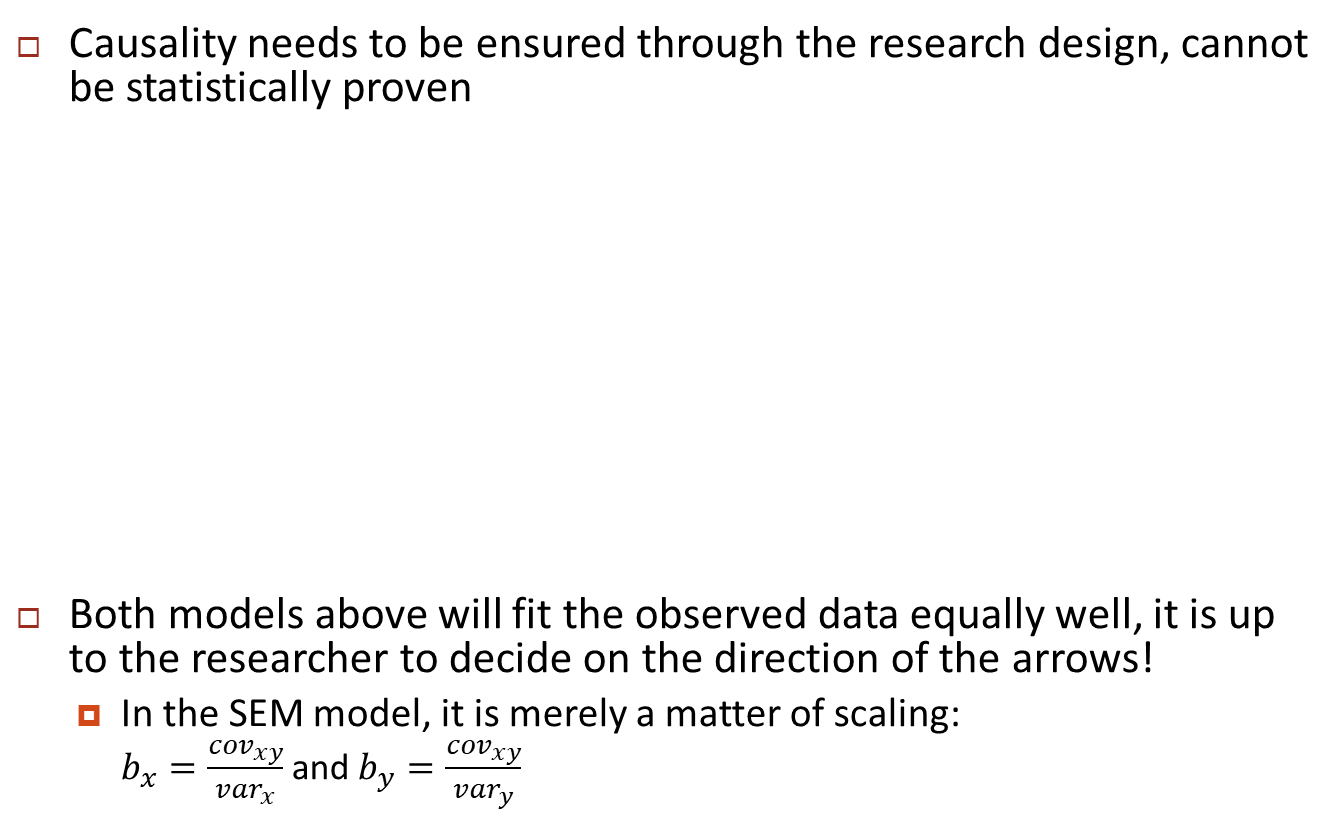 Causality needs to be ensured through the research design, cannot
be statistically proven
Both models above will fit the observed data equally well, it is up
to the researcher to decide on the direction of the arrows!
In the SEM model, it is merely a matter of scaling:
b_x = cov_xy / var_x and b_y = cov_xy / var_y